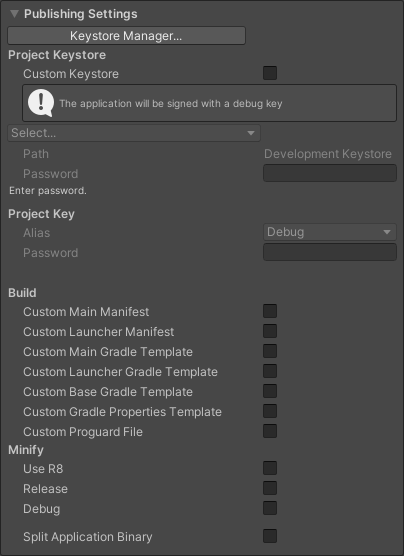 Publishing Settings
Keystore Manager...
Project Keystore
Custom Keystore
The application will be signed with a debug key
Select...
Path Development Keystore
Password
Enter password.
Project Key
Alias Debug
Password
Build
Custom Main Manifest
Custom Launcher Manifest
Custom Main Gradle Template
Custom Launcher Gradle Template
Custom Base Gradle Template
Custom Gradle Properties Template
Custom Proguard File
Minify
Use R8
Release
Debug
Split Application Binary